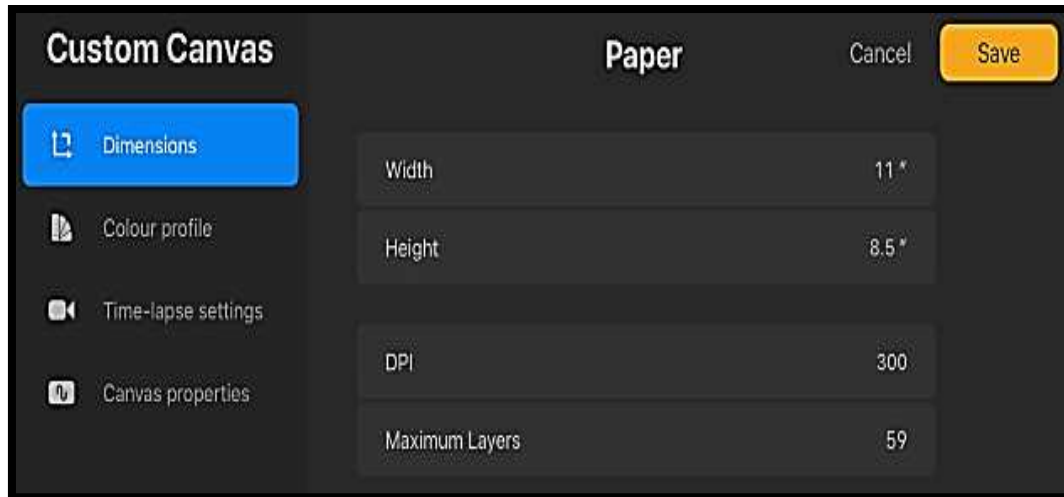 Custom Canvas
Paper
Cancel
Save
Dimensions
Colour profile
Time-lapse settings
Canvas properties
Width 11 "
Height 8.5 "
DPI 300
Maximum Layers 59